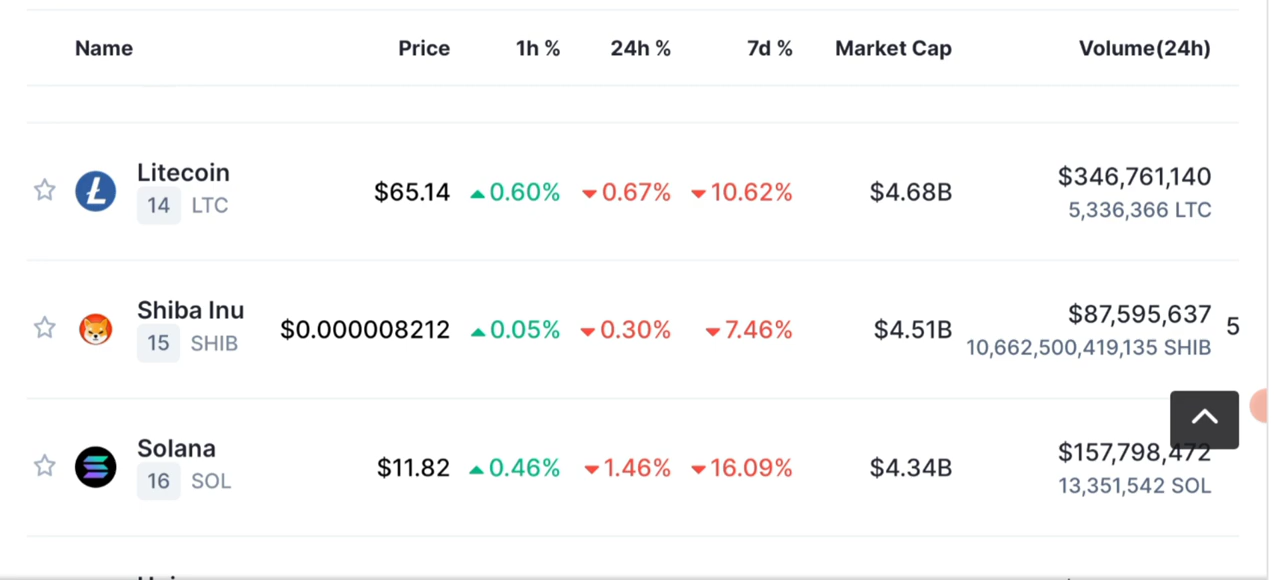 Name Price 1h % 24h % 7d % Market Cap Volume(24h)
Litecoin
14 LTC $65.14 0.60% 0.67% 10.62% $4.68B $346,761,140
5,336,366 LTC
Shiba Inu
15 SHIB $0.000008212 0.05% 0.30% 7.46% $4.51B $87,595,637 5
10,662,500,419,135 SHIB
Solana
16 SOL $11.82 0.46% 1.46% 16.09% $4.34B $157,798,472
13,351,542 SOL